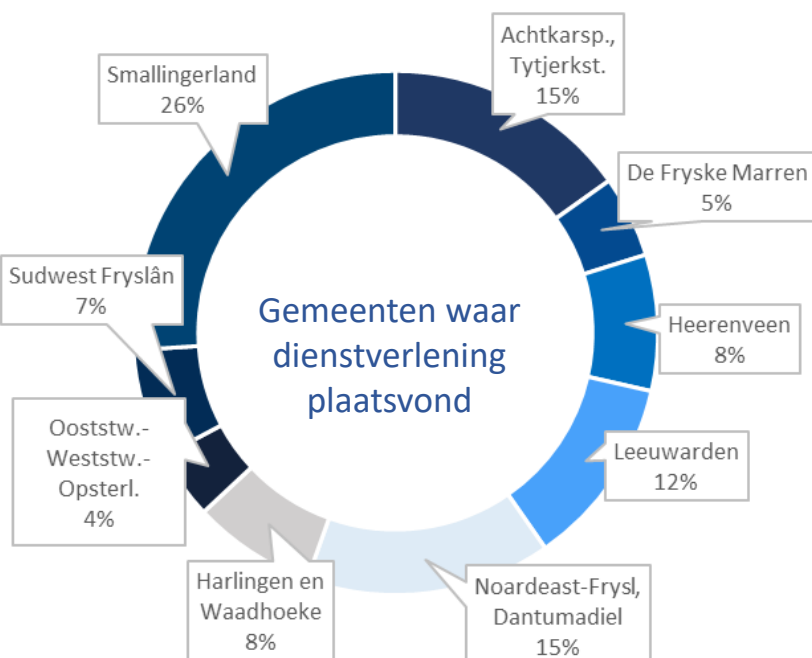 Achtkarsp.,
Tytjerkst.
15%
De Fryske Marren
5%
Heerenveen
8%
Leeuwarden
12%
Noardeast-Frysl,
Dantumadiel
15%
Harlingen en
Waadhoeke
8%
Ooststw.-
Weststw.-
Opsterl.
4%
Sudwest Fryslân
7%
Smallingerland
26%
Gemeenten waar
dienstverlening
plaatsvond